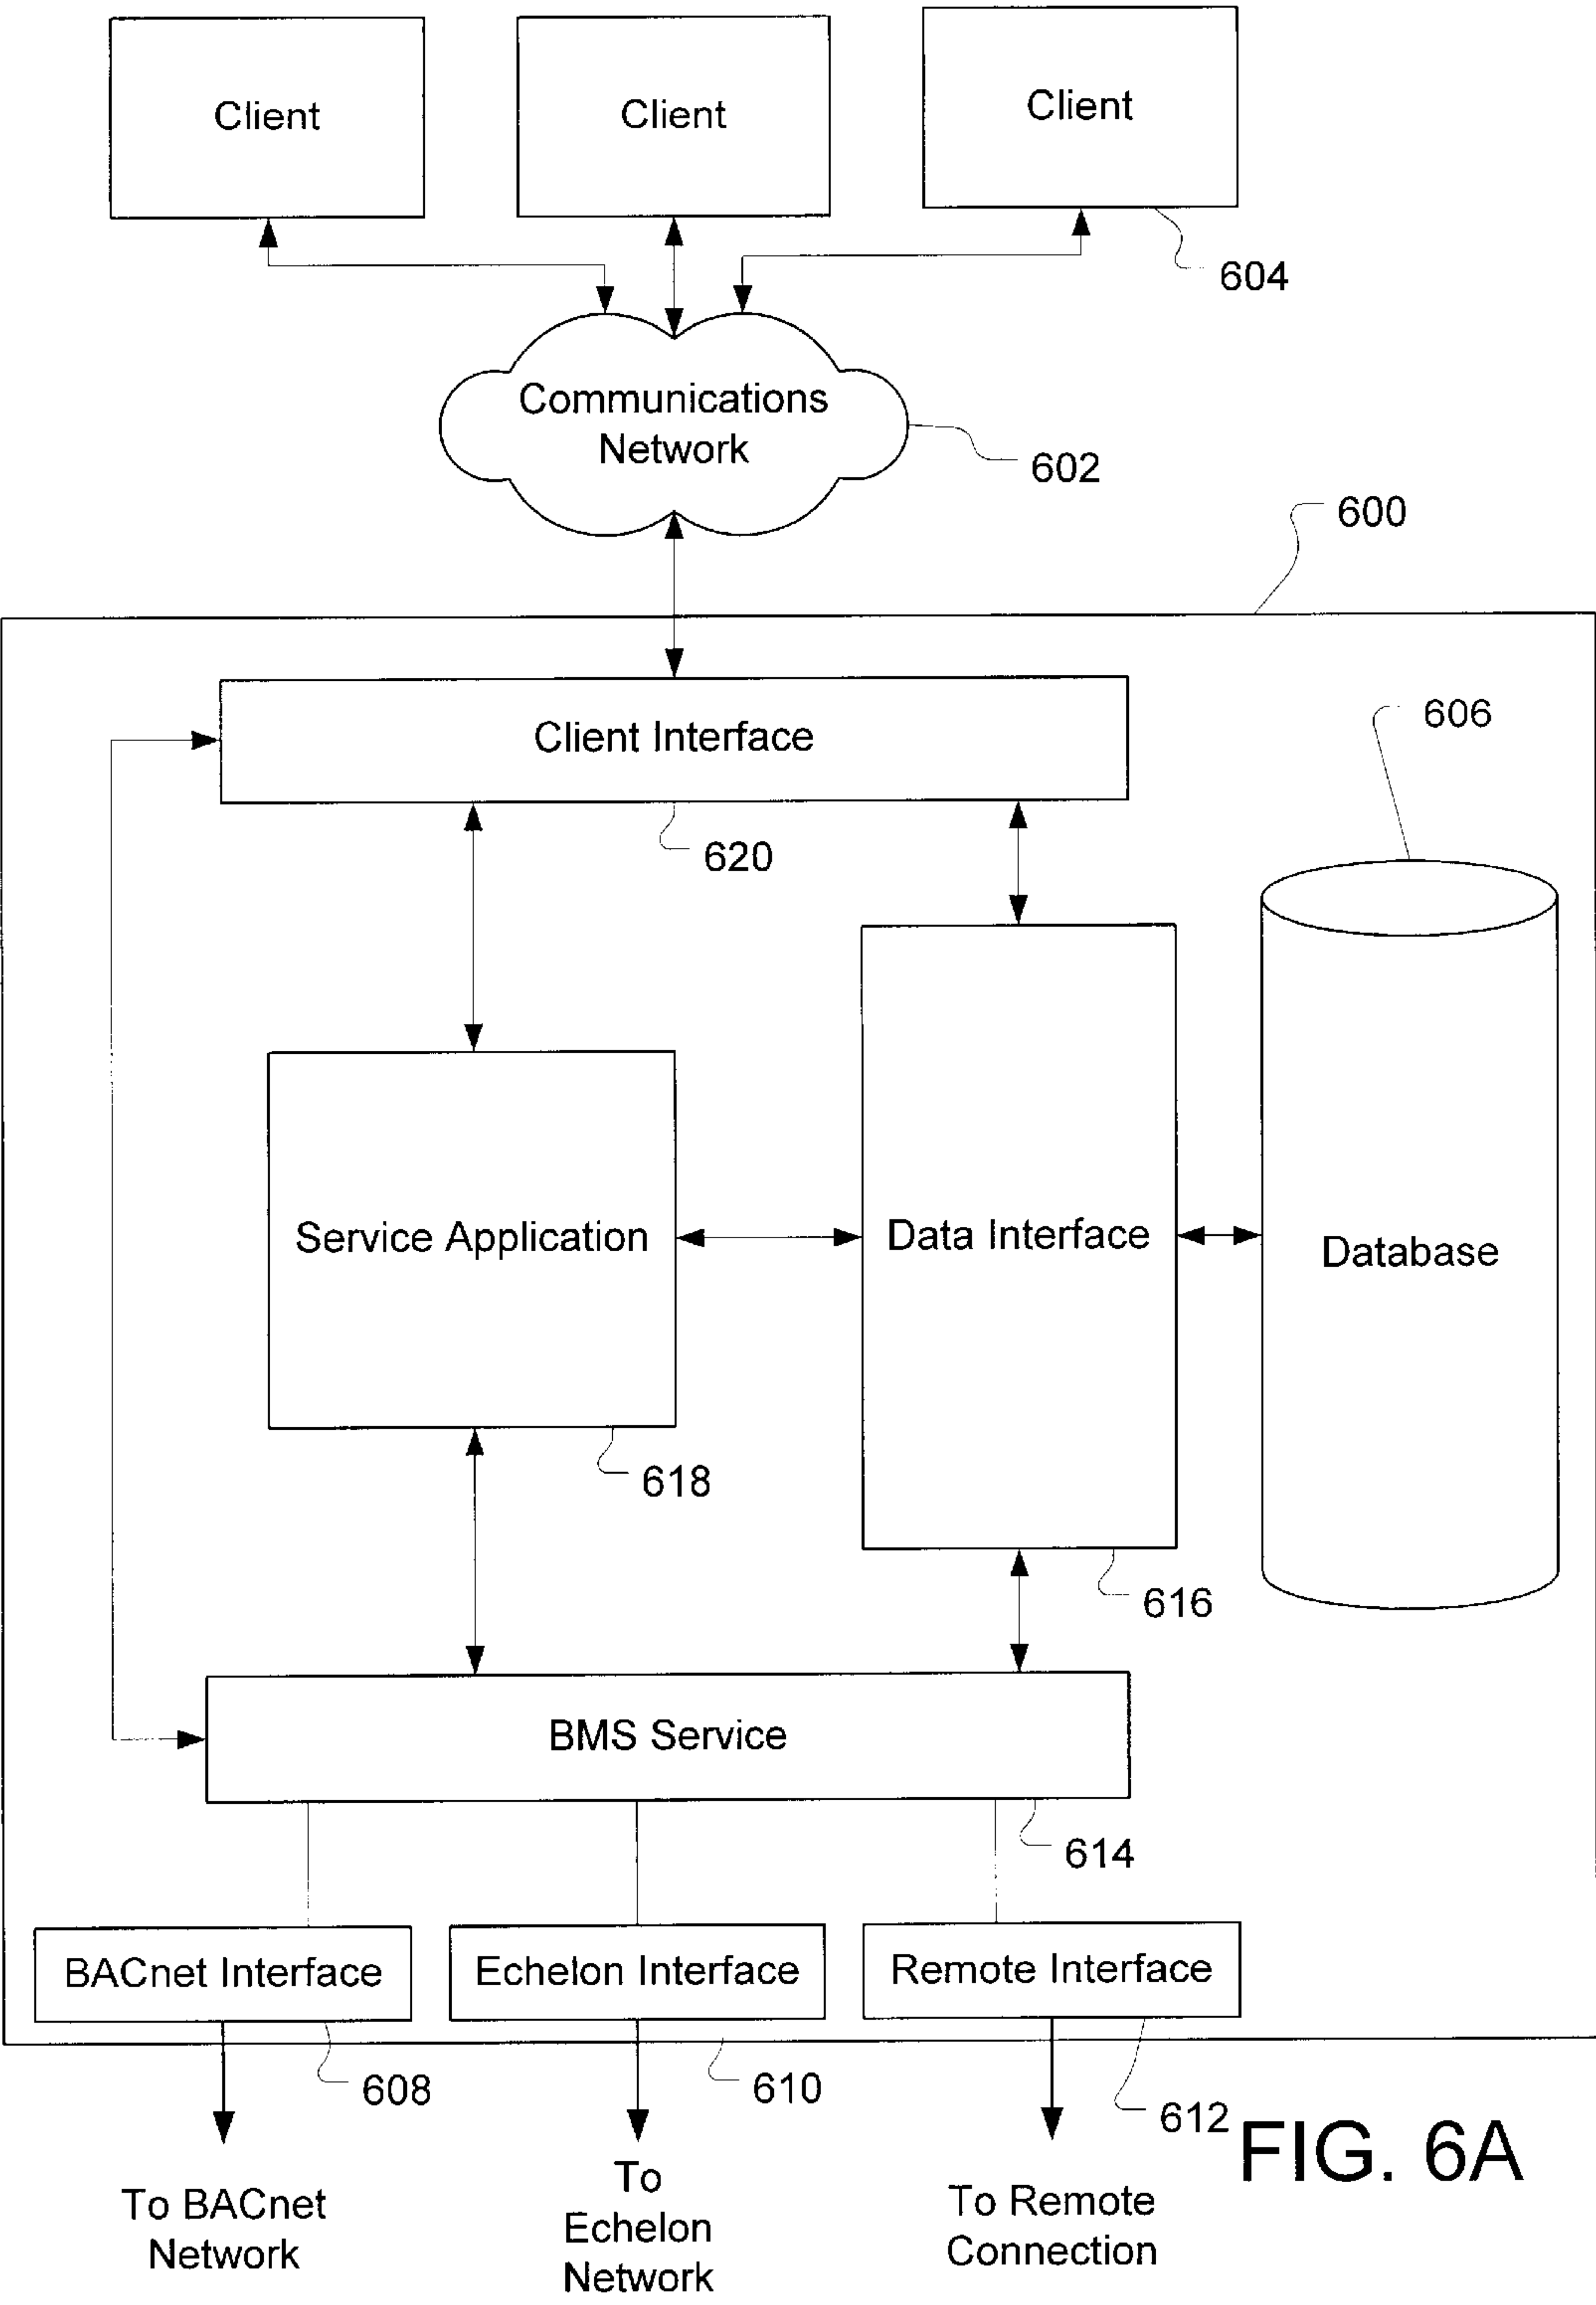 Client
Client
Client
604
Communications
Network
602
600
Client Interface
606
620
Service Application
Data Interface
Database
618
616
BMS Service
614
BACnet Interface
Echelon Interface
Remote Interface
608
610
612
FIG. 6A
To BACnet
Network
To
Echelon
Network
To Remote
Connection